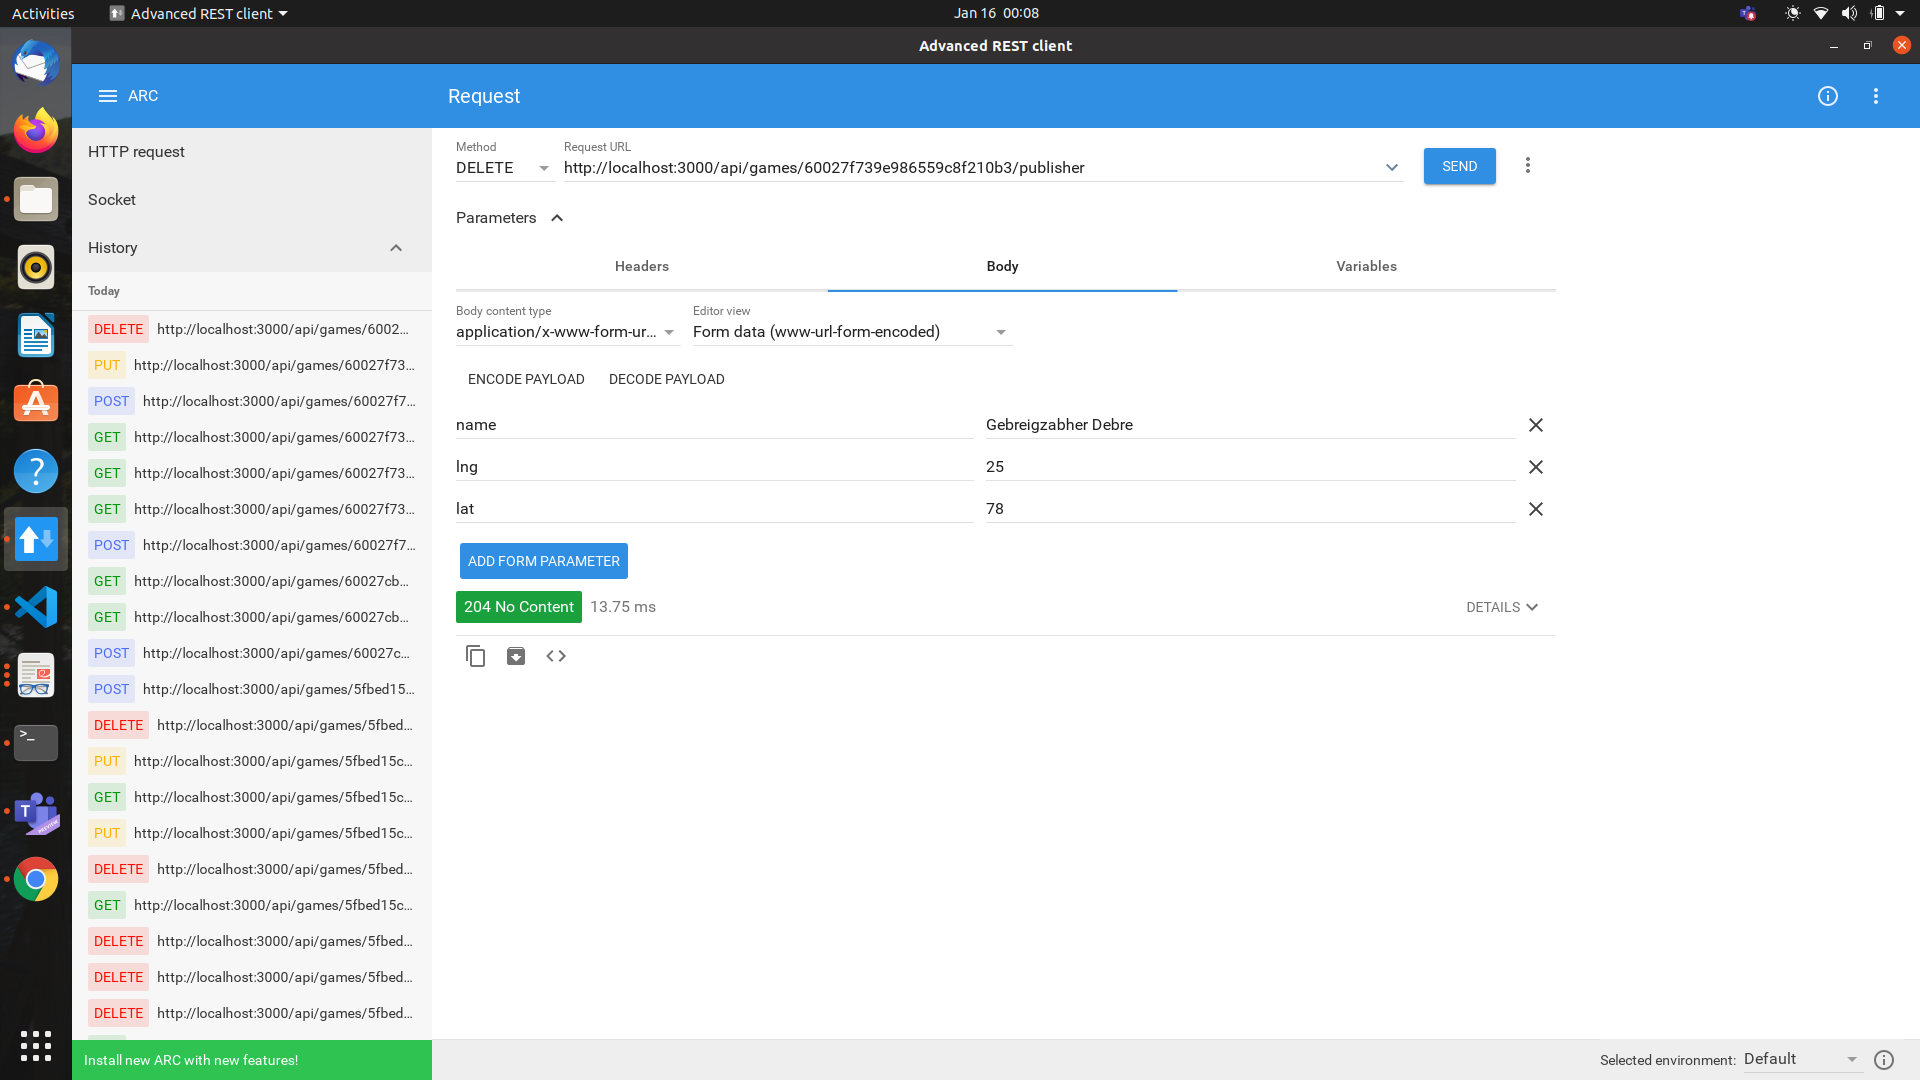 Activities
Advanced REST client
Jan 16 00:08
Advanced REST client
ARC
Request
HTTP request
Socket
History
Today
DELETE http://localhost:3000/api/games/6002...
PUT http://localhost:3000/api/games/60027f73...
POST http://localhost:3000/api/games/60027f7...
GET http://localhost:3000/api/games/60027f73...
GET http://localhost:3000/api/games/60027f73...
GET http://localhost:3000/api/games/60027f73...
POST http://localhost:3000/api/games/60027f7...
GET http://localhost:3000/api/games/60027cb...
GET http://localhost:3000/api/games/60027cb...
POST http://localhost:3000/api/games/60027c...
POST http://localhost:3000/api/games/5fbed15...
DELETE http://localhost:3000/api/games/5fbed...
PUT http://localhost:3000/api/games/5fbed15c...
GET http://localhost:3000/api/games/5fbed15c...
PUT http://localhost:3000/api/games/5fbed15c...
DELETE http://localhost:3000/api/games/5fbed...
GET http://localhost:3000/api/games/5fbed15c...
DELETE http://localhost:3000/api/games/5fbed...
DELETE http://localhost:3000/api/games/5fbed...
DELETE http://localhost:3000/api/games/5fbed...
Install new ARC with new features!
Method
DELETE
Request URL
http://localhost:3000/api/games/60027f739e986559c8f210b3/publisher
SEND
Parameters
Headers
Body
Variables
Body content type
application/x-www-form-ur...
Editor view
Form data (www-url-form-encoded)
ENCODE PAYLOAD
DECODE PAYLOAD
name Gebreigzabher Debre
lng 25
lat 78
ADD FORM PARAMETER
204 No Content 13.75 ms
DETAILS
Selected environment: Default